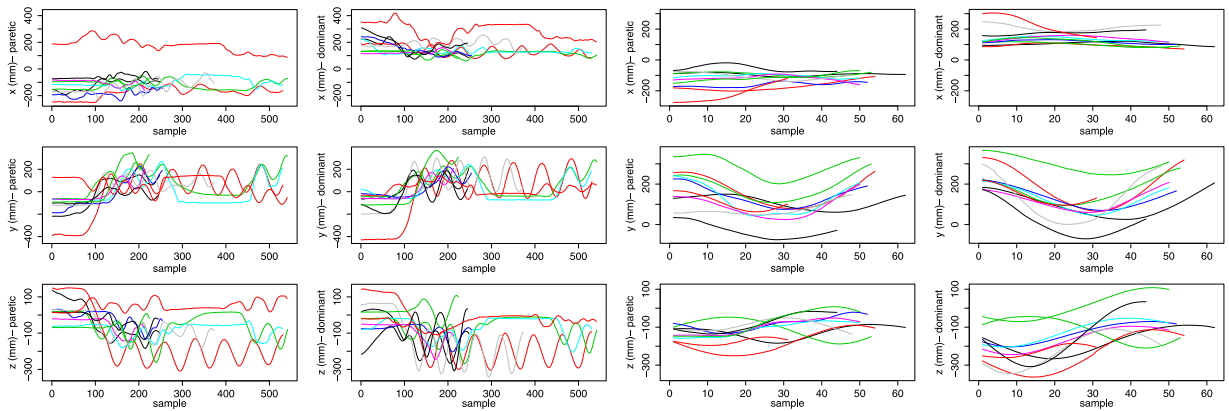 x (mm)– paretic
−200 0 200 400
0 100 200 300 400 500
sample
x (mm)– dominant
−200 0 200 400
0 100 200 300 400 500
sample
x (mm)– paretic
−200 0 200
0 10 20 30 40 50 60
sample
x (mm)– dominant
−200 0 200
0 10 20 30 40 50 60
sample
y (mm)– paretic
−400 0 200
0 100 200 300 400 500
sample
y (mm)– dominant
−400 0 200
0 100 200 300 400 500
sample
y (mm)– paretic
0 200
0 10 20 30 40 50 60
sample
y (mm)– dominant
0 200
0 10 20 30 40 50 60
sample
z (mm)– paretic
−300 −100 100
0 100 200 300 400 500
sample
z (mm)– dominant
−300 −100 100
0 100 200 300 400 500
sample
z (mm)– paretic
−300 −100 100
0 10 20 30 40 50 60
sample
z (mm)– dominant
−300 −100 100
0 10 20 30 40 50 60
sample